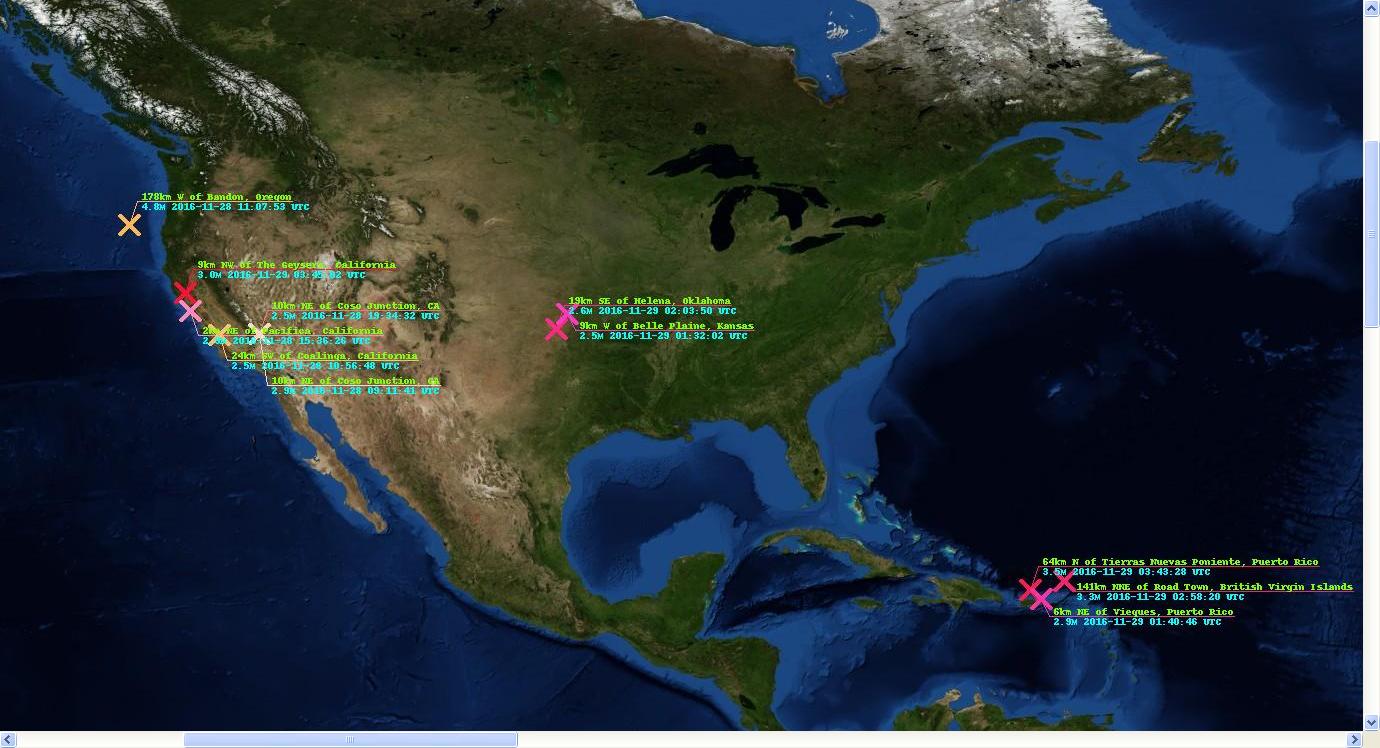 178km W of Bandon, Oregon
4.8M 2016-11-28 11:07:53 UTC
9km NW of The Geysers, California
3.0M 2016-11-29 03:45:02 UTC
10km NE of Coso Junction, CA
2.5M 2016-11-28 19:34:32 UTC
2km NE of Pacifica, California
2016-11-28 15:36:26 UTC
24km SW of Coalinga, California
2.5M 2016-11-28 10:56:48 UTC
10km NE of Coso Junction, CA
2.9M 2016-11-28 09:11:41 UTC
19km SE of Helena, Oklahoma
2.6M 2016-11-29 02:03:50 UTC
9km W of Belle Plaine, Kansas
2.5M 2016-11-29 01:32:02 UTC
64km N of Tierras Nuevas Poniente, Puerto Rico
3.5M 2016-11-29 03:43:28 UTC
141km NNE of Road Town, British Virgin Islands
3.3M 2016-11-29 02:58:20 UTC
6km NE of Vieques, Puerto Rico
2.9M 2016-11-29 01:40:46 UTC